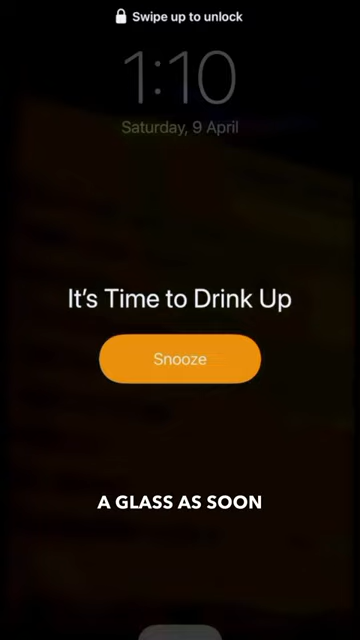 Swipe up to unlock
1:10
Saturday, 9 April
It's Time to Drink Up
Snooze
A GLASS AS SOON